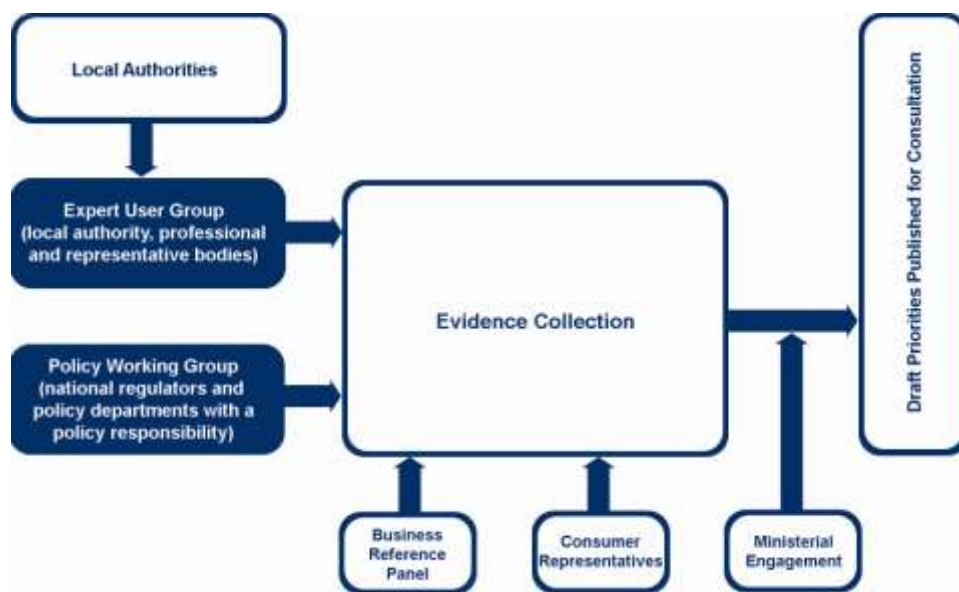 Local Authorities
Expert User Group
(local authority, professional
and representative bodies)
Policy Working Group
(national regulators and
policy departments with a
policy responsibility)
Evidence Collection
Business
Reference
Panel
Consumer
Representatives
Ministerial
Engagement
Draft Priorities Published for Consultation